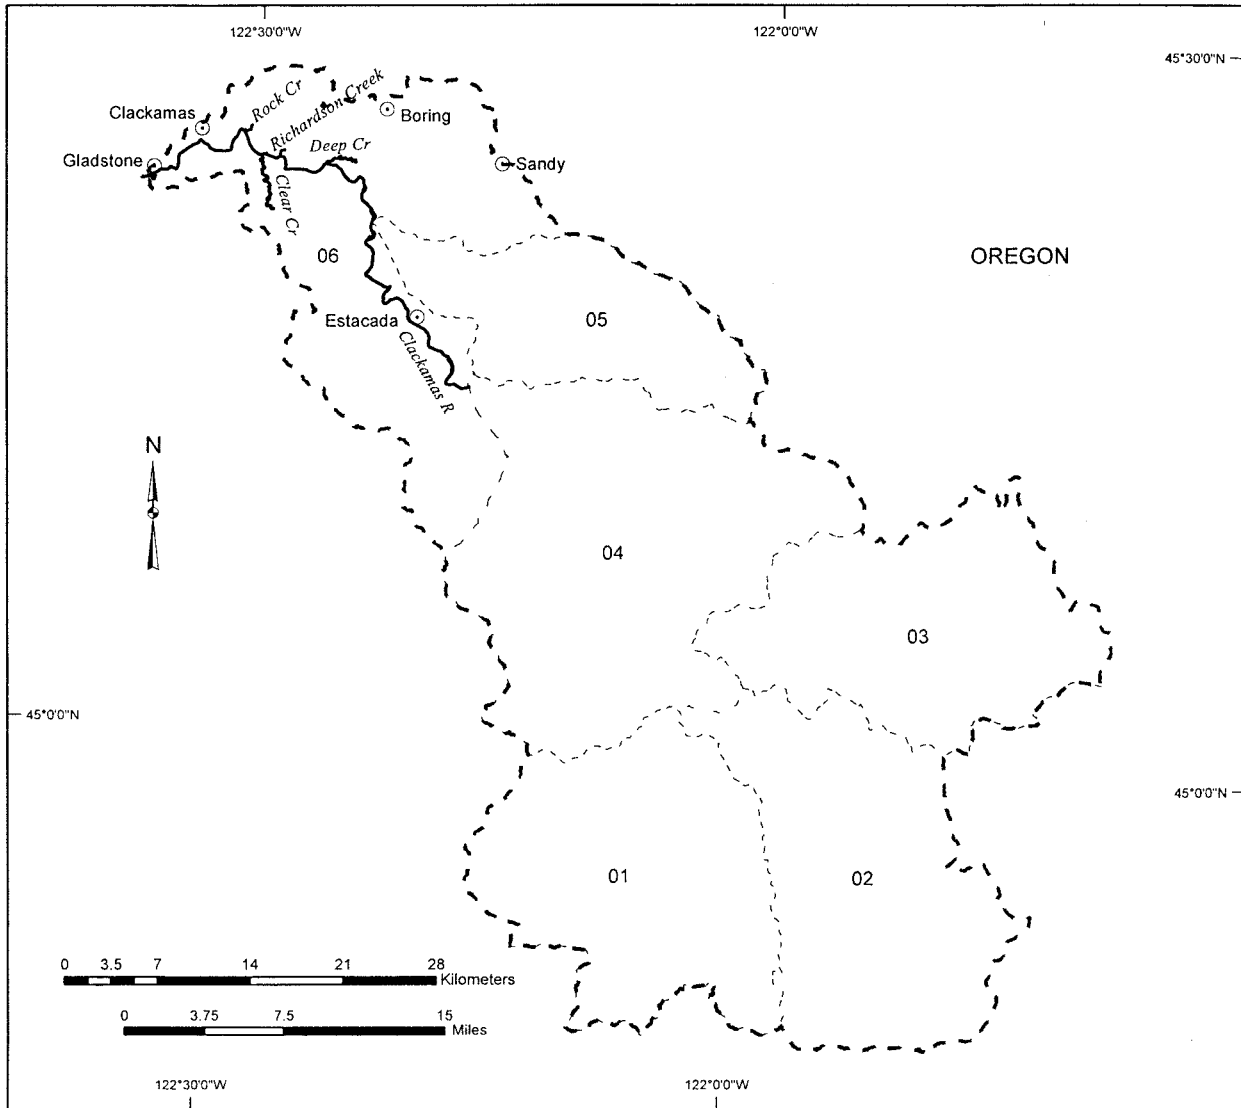 122°30'0"W
122°0'0"W
45°30'0"N
Clackamas
Rock Cr
Richardson Creek
Boring
Gladstone
Deep Cr
Sandy
Clear Cr
06
OREGON
05
Estacada
Clackamas R
N
04
03
45°0'0"N
45°0'0"N
01
02
0 3.5 7 14 21 28
Kilometers
0 3.75 7.5 15
Miles
122°30'0"W
122°0'0"W